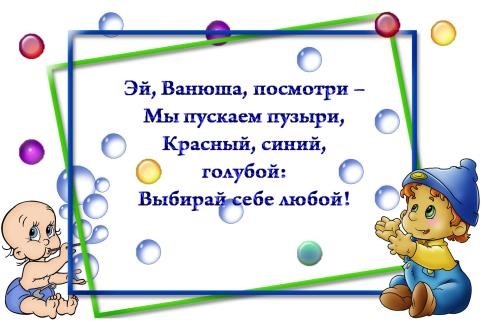 Эй, Ванюша, посмотри –
Мы пускаем пузыри,
Красный, синий,
голубой:
Выбирай себе любой!